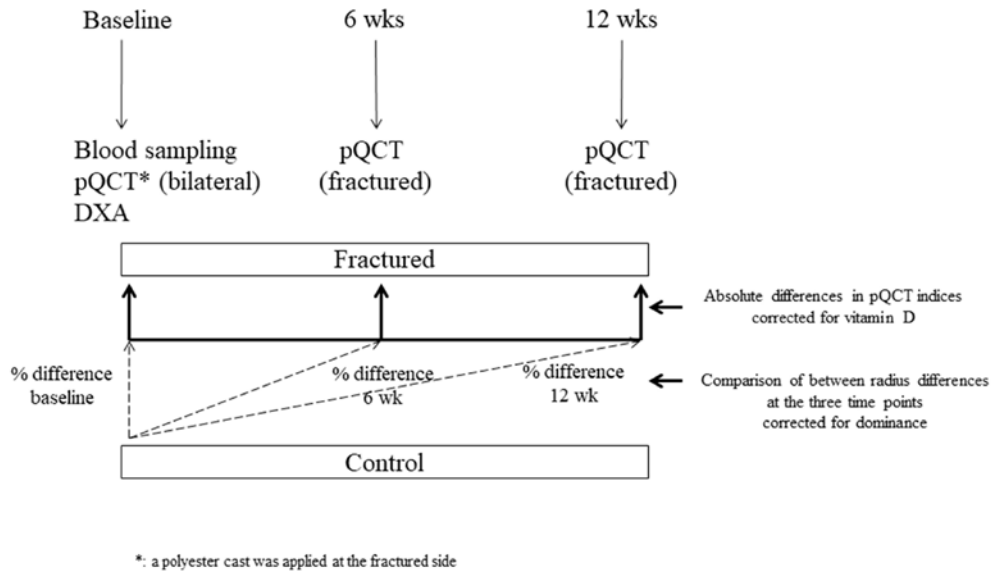 Baseline
6 wks
12 wks
Blood sampling
pQCT* (bilateral)
DXA
pQCT
(fractured)
pQCT
(fractured)
Fractured
Absolute differences in pQCT indices
corrected for vitamin D
% difference
baseline
% difference
6 wk
% difference
12 wk
Comparison of between radius differences
at the three time points
corrected for dominance
Control
*: a polyester cast was applied at the fractured side